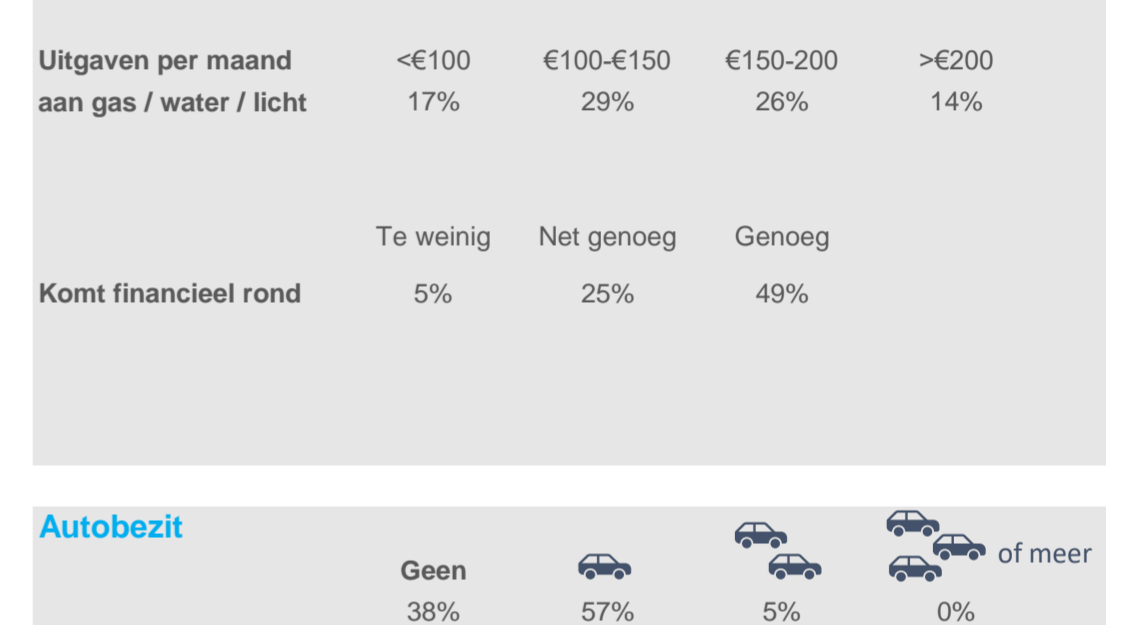 Uitgaven per maand <€100 €100-€150 €150-200 >€200
aan gas / water / licht 17% 29% 26% 14%
Te weinig Net genoeg Genoeg
Komt financieel rond 5% 25% 49%
Autobezit
of meer
Geen
38% 57% 5% 0%